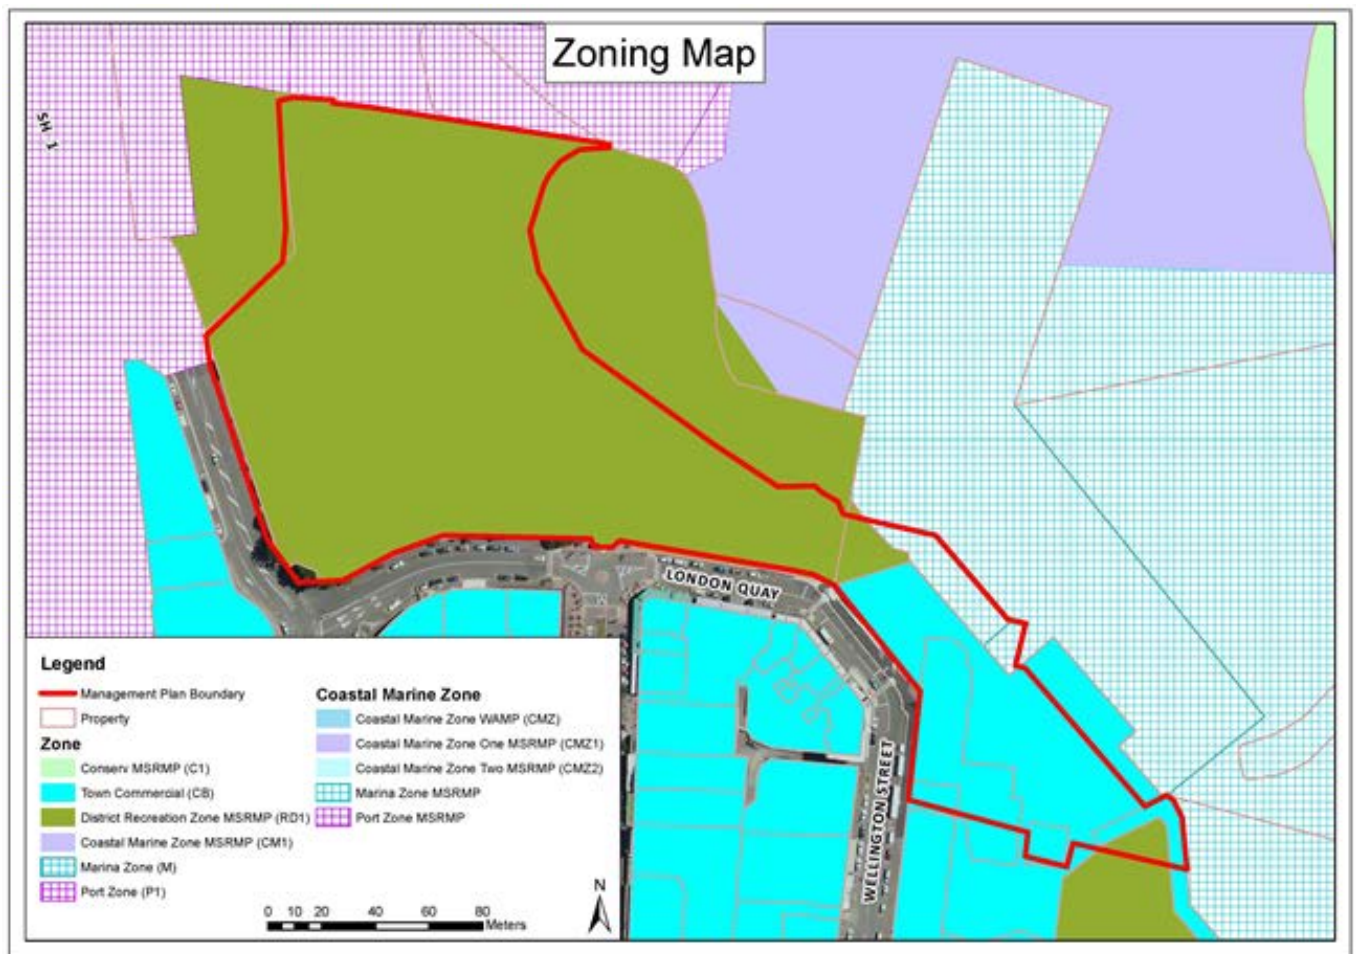 Zoning Map
SH 1
LONDON QUAY
WELLINGTON STREET
Legend
Management Plan Boundary
Property
Zone
Conserv MSRMP (C1)
Town Commercial (CB)
District Recreation Zone MSRMP (RD1)
Coastal Marine Zone MSRMP (CM1)
Marina Zone (M)
Port Zone (P1)
Coastal Marine Zone
Coastal Marine Zone WAMP (CMZ)
Coastal Marine Zone One MSRMP (CMZ1)
Coastal Marine Zone Two MSRMP (CMZ2)
Marina Zone MSRMP
Port Zone MSRMP
0 10 20 40 60 80
Meters
N